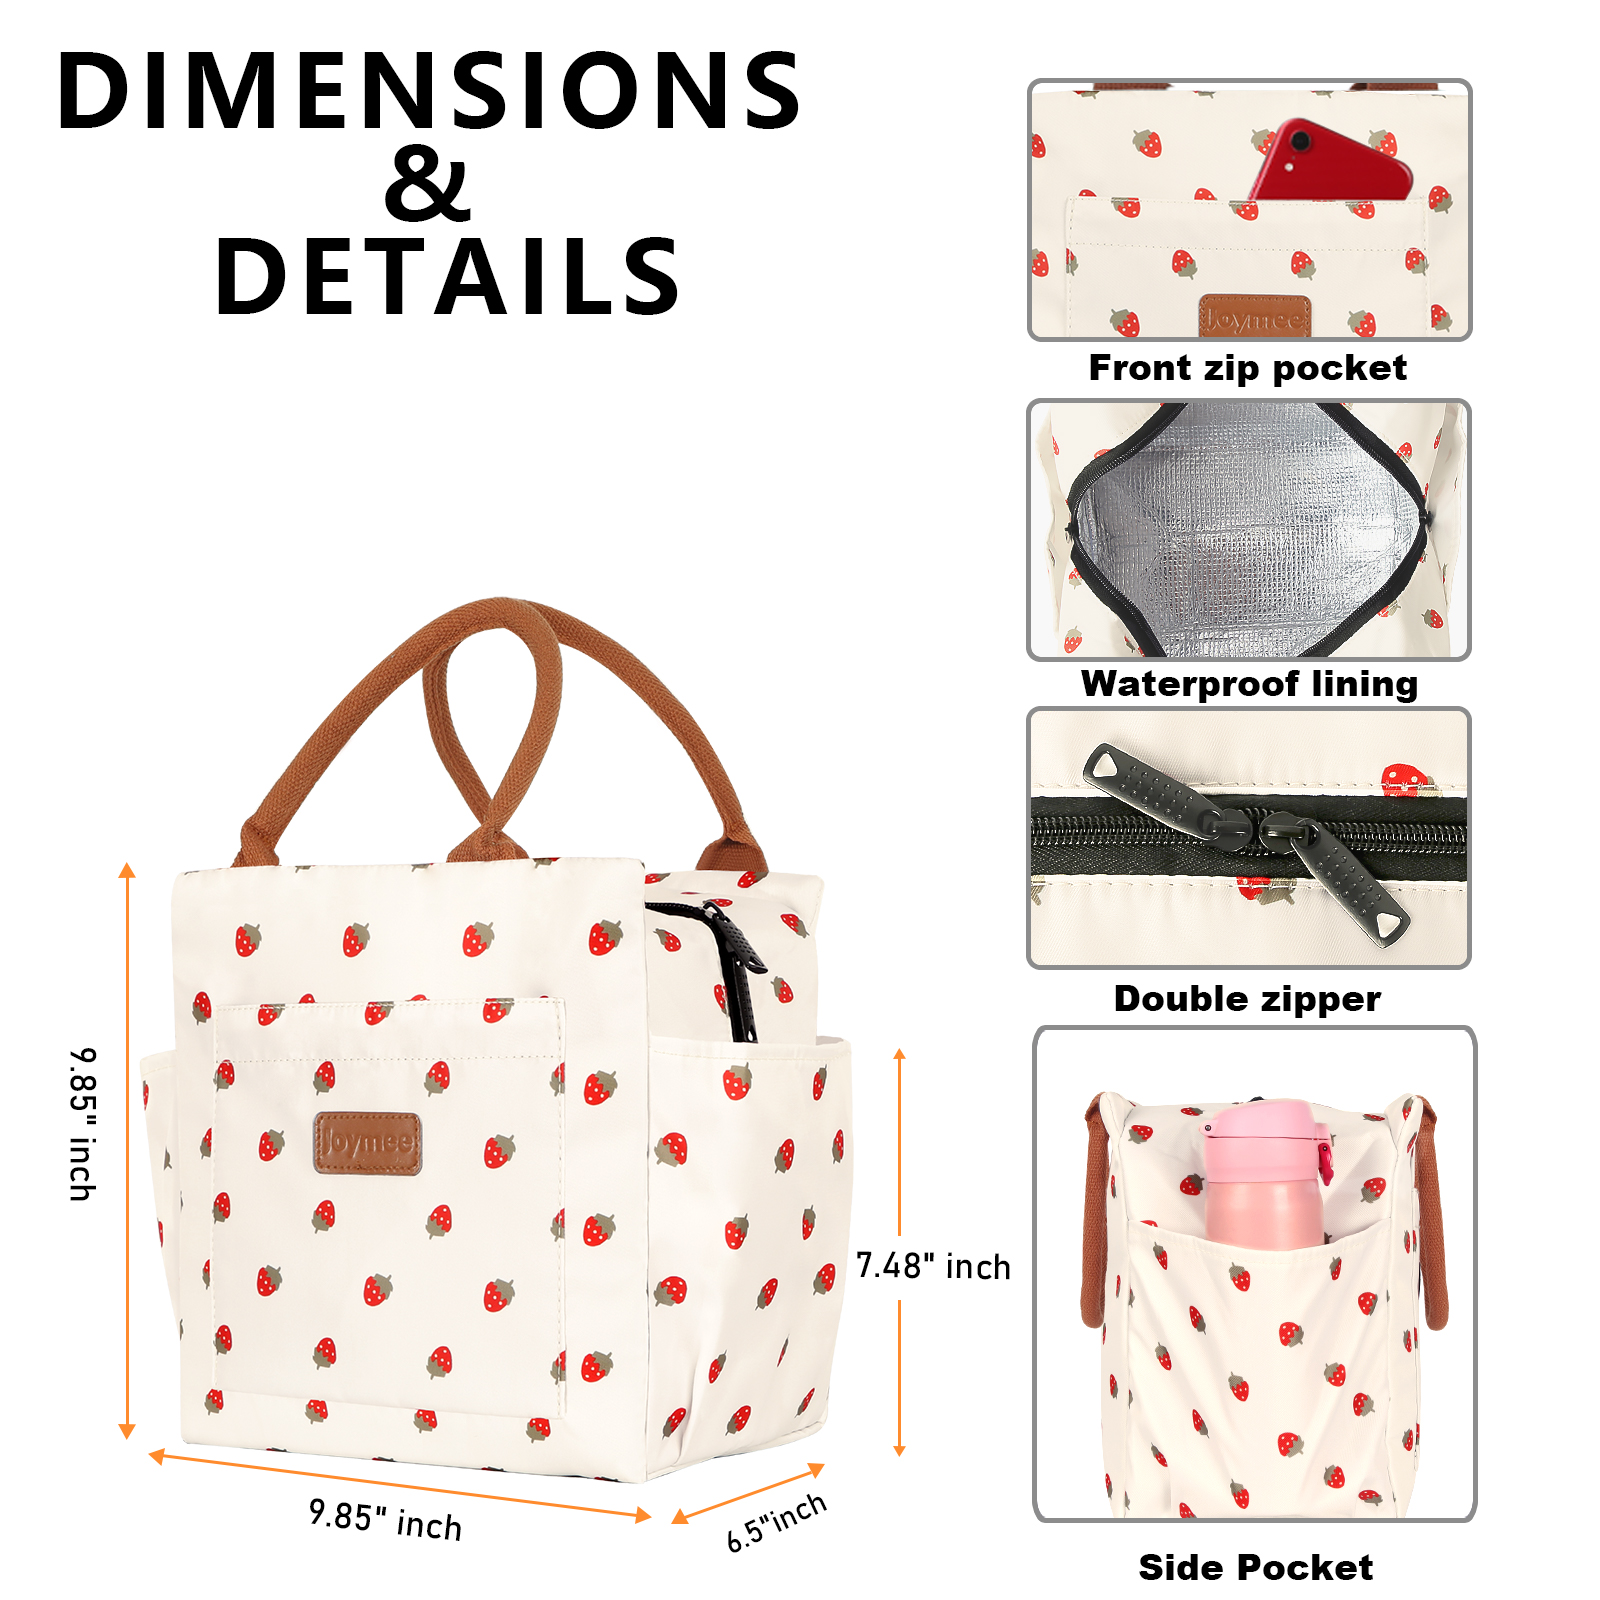 DIMENSIONS
&
DETAILS
Joymee
Front zip pocket
Waterproof lining
Double zipper
Side Pocket
Joymee
9.85" inch
7.48" inch
9.85" inch
6.5"inch